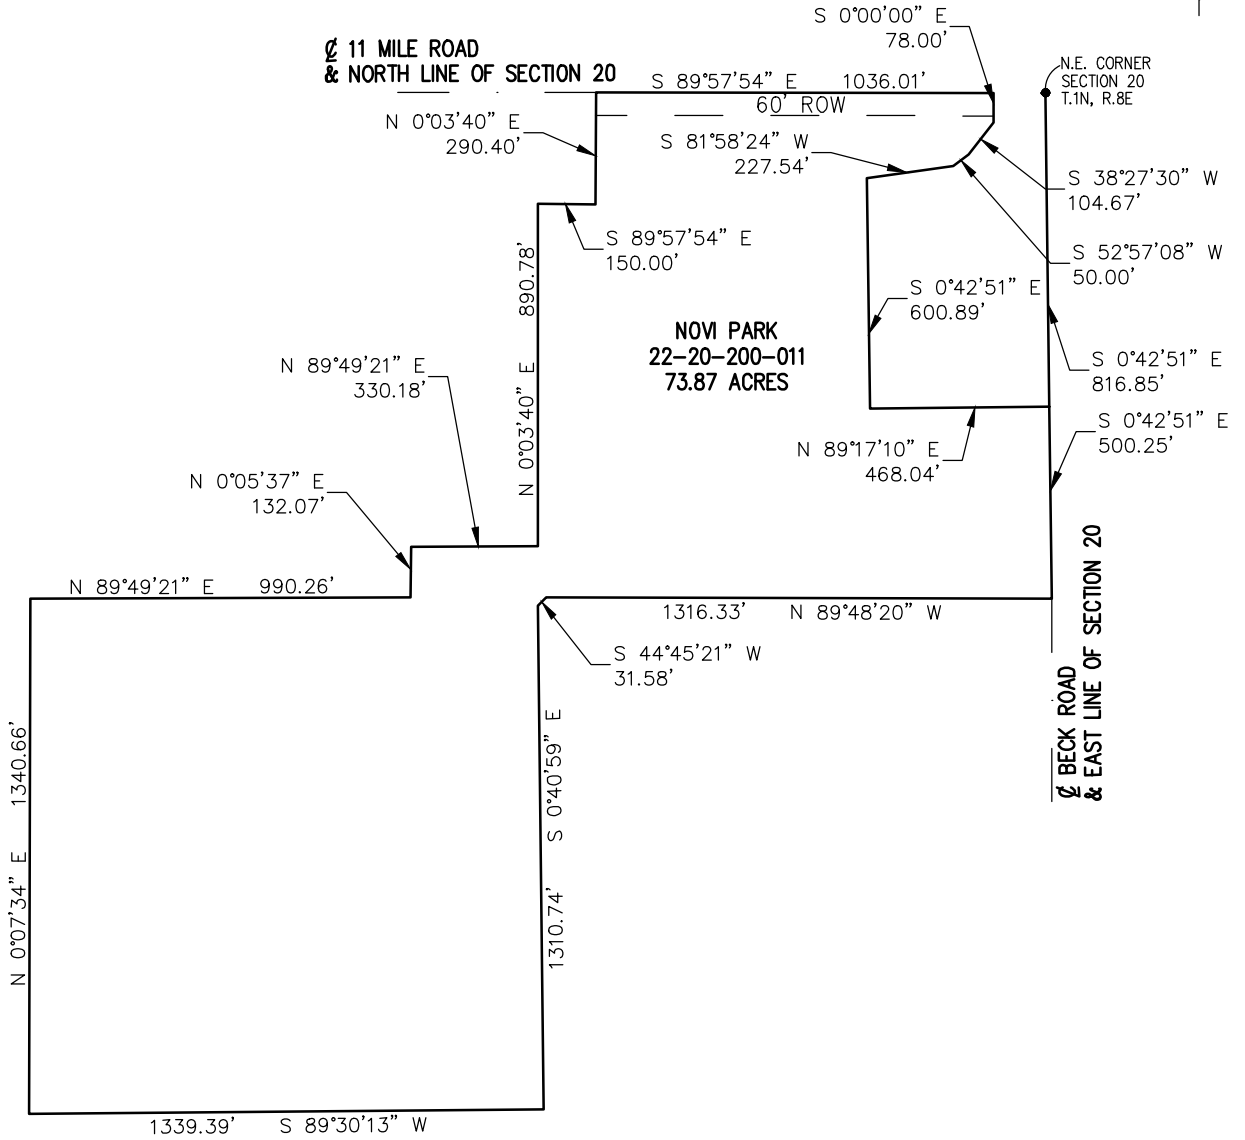 S 0°00'00" E
78.00'
℄ 11 MILE ROAD
& NORTH LINE OF SECTION 20
N.E. CORNER
SECTION 20
T.1N, R.8E
S 89°57'54" E 1036.01'
60' ROW
N 0°03'40" E
290.40'
S 81°58'24" W
227.54'
S 38°27'30" W
104.67'
S 89°57'54" E
150.00'
S 52°57'08" W
50.00'
N 0°03'40" E 890.78'
S 0°42'51" E
600.89'
NOVI PARK
22-20-200-011
73.87 ACRES
N 89°49'21" E
330.18'
S 0°42'51" E
816.85'
S 0°42'51" E
500.25'
N 89°17'10" E
468.04'
N 0°05'37" E
132.07'
N 89°49'21" E 990.26'
1316.33' N 89°48'20" W
S 44°45'21" W
31.58'
℄ BECK ROAD
& EAST LINE OF SECTION 20
N 0°07'34" E 1340.66'
1310.74' S 0°40'59" E
1339.39' S 89°30'13" W